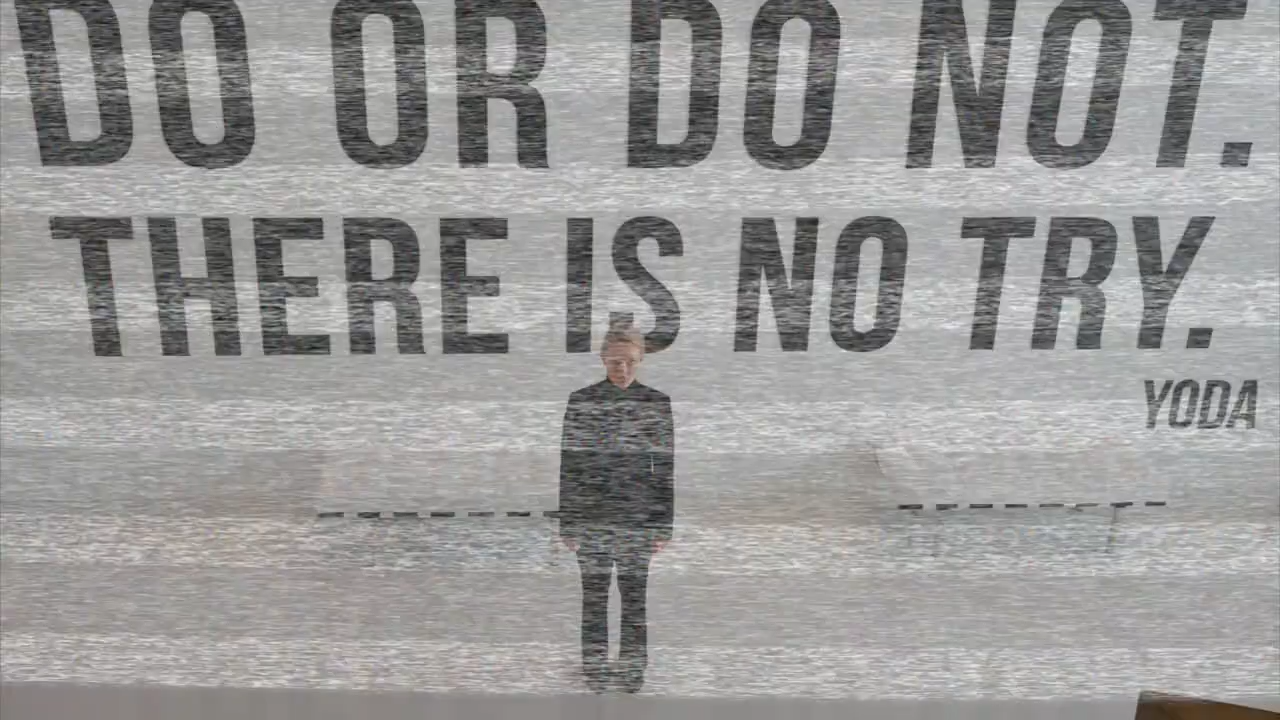 DO OR DO NOT.
THERE IS NO TRY.
YODA